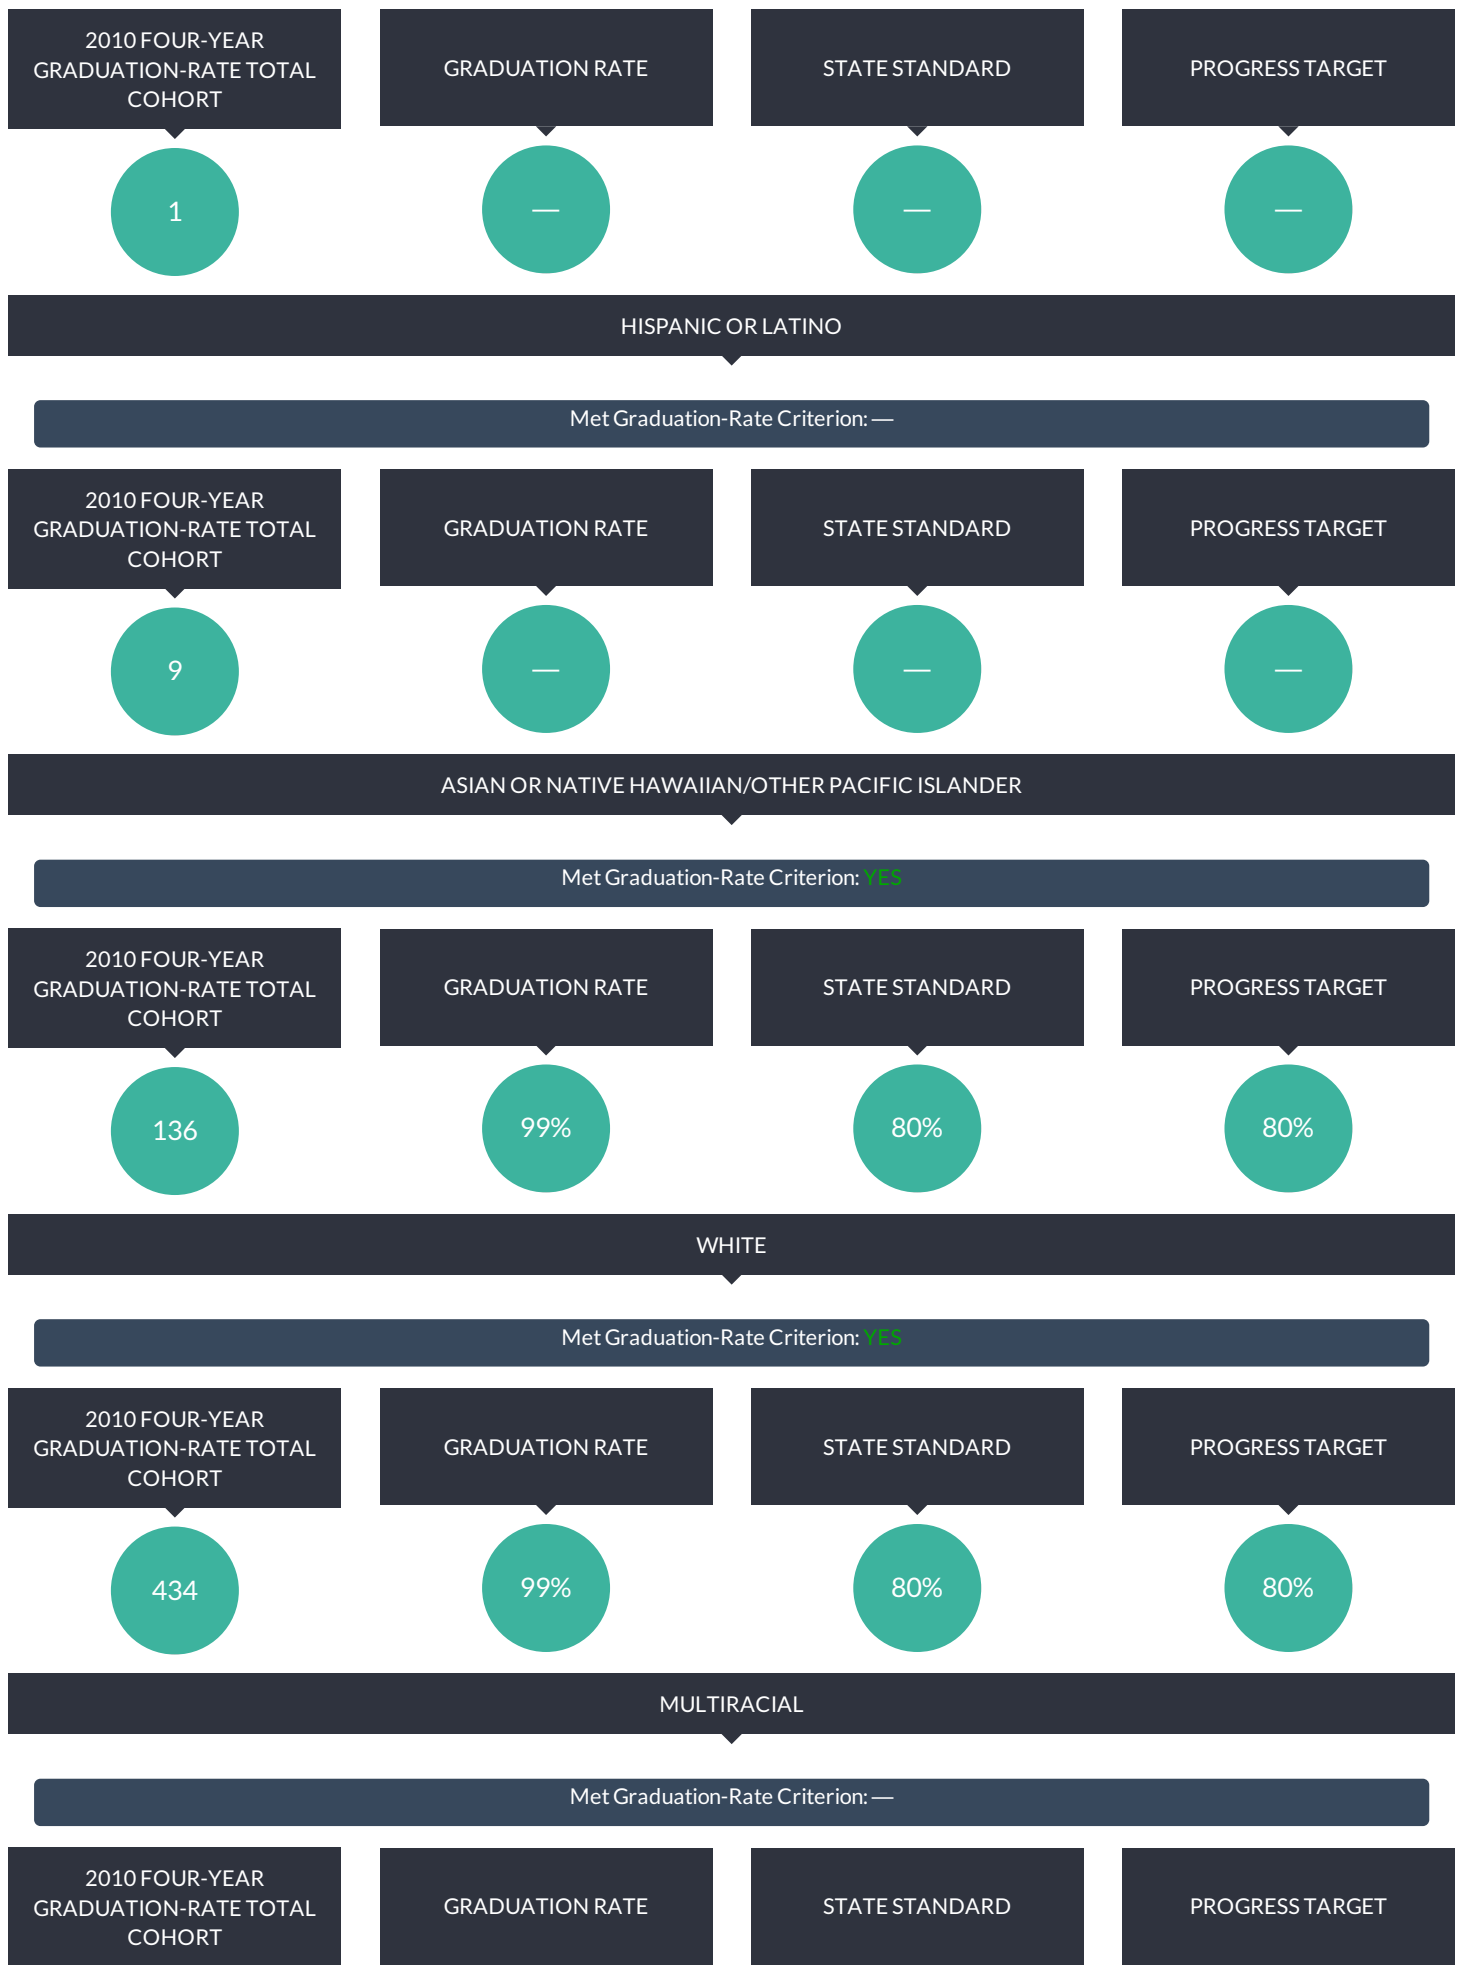 2010 FOUR-YEAR
GRADUATION-RATE TOTAL
COHORT
GRADUATION RATE
STATE STANDARD
PROGRESS TARGET
1
—
—
—
HISPANIC OR LATINO
Met Graduation-Rate Criterion: —
2010 FOUR-YEAR
GRADUATION-RATE TOTAL
COHORT
GRADUATION RATE
STATE STANDARD
PROGRESS TARGET
9
—
—
—
ASIAN OR NATIVE HAWAIIAN/OTHER PACIFIC ISLANDER
Met Graduation-Rate Criterion: YES
2010 FOUR-YEAR
GRADUATION-RATE TOTAL
COHORT
GRADUATION RATE
STATE STANDARD
PROGRESS TARGET
136
99%
80%
80%
WHITE
Met Graduation-Rate Criterion: YES
2010 FOUR-YEAR
GRADUATION-RATE TOTAL
COHORT
GRADUATION RATE
STATE STANDARD
PROGRESS TARGET
434
99%
80%
80%
MULTIRACIAL
Met Graduation-Rate Criterion: —
2010 FOUR-YEAR
GRADUATION-RATE TOTAL
COHORT
GRADUATION RATE
STATE STANDARD
PROGRESS TARGET